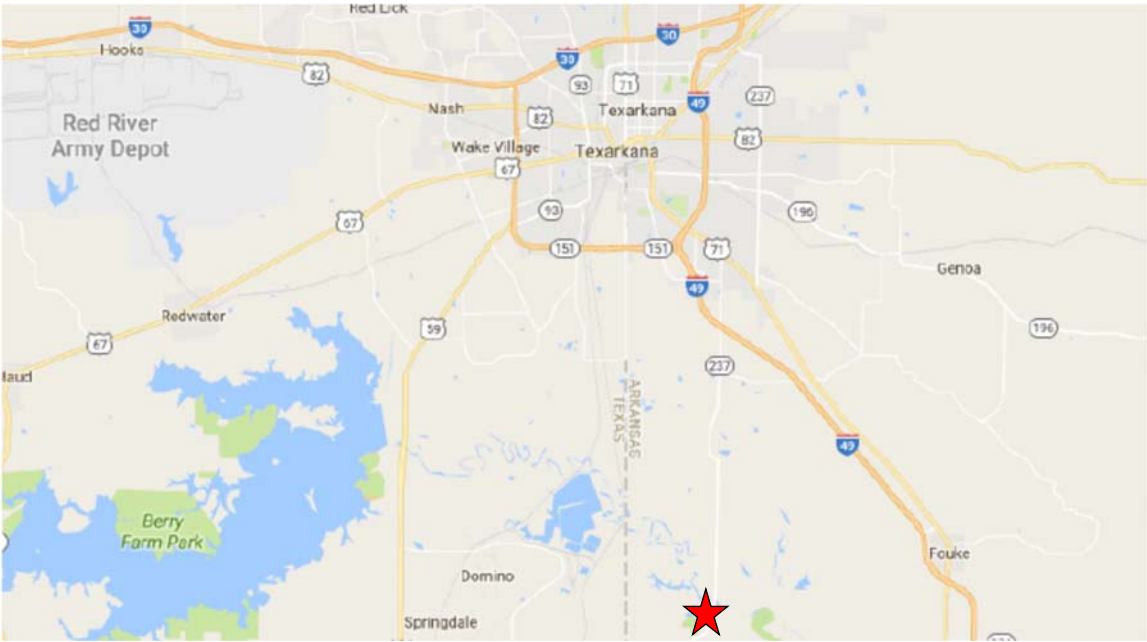 Red Lick
30
30
Hooks
30
82
93
71
Nash
82
Texarkana
49
237
Red River
Army Depot
Wake Village
Texarkana
82
67
67
93
196
151
151
71
Genoa
49
Redwater
59
196
67
237
ARKANSAS
TEXAS
49
Berry
Farm Park
Fouke
Domino
Springdale